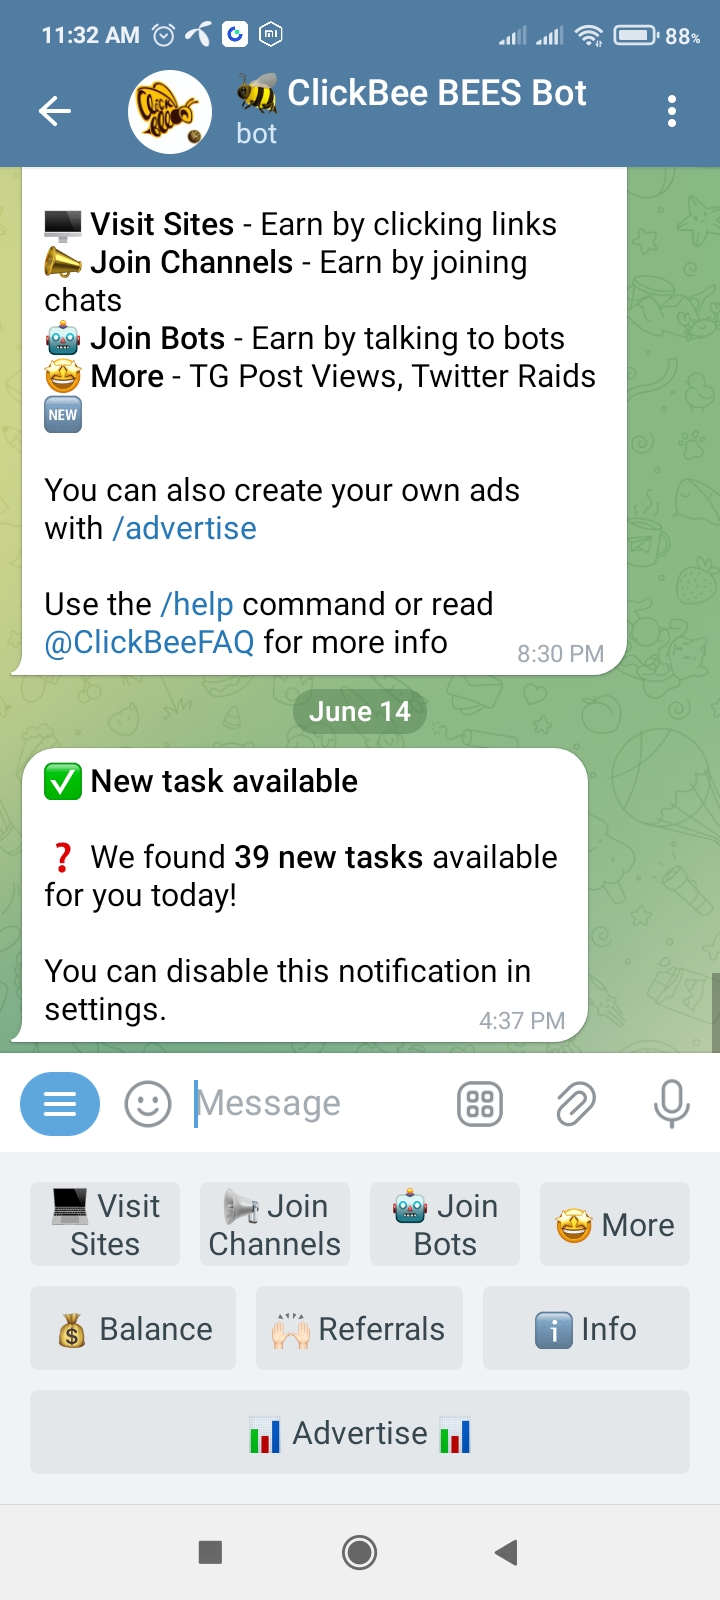 11:32 AM
88%
ClickBee BEES Bot
bot
Visit Sites - Earn by clicking links
Join Channels - Earn by joining
chats
Join Bots - Earn by talking to bots
More - TG Post Views, Twitter Raids
NEW
You can also create your own ads
with /advertise
Use the /help command or read
@ClickBeeFAQ for more info
8:30 PM
June 14
New task available
❓ We found 39 new tasks available
for you today!
You can disable this notification in
settings.
4:37 PM
Message
Visit
Sites
Join
Channels
Join
Bots
More
Balance
Referrals
Info
Advertise